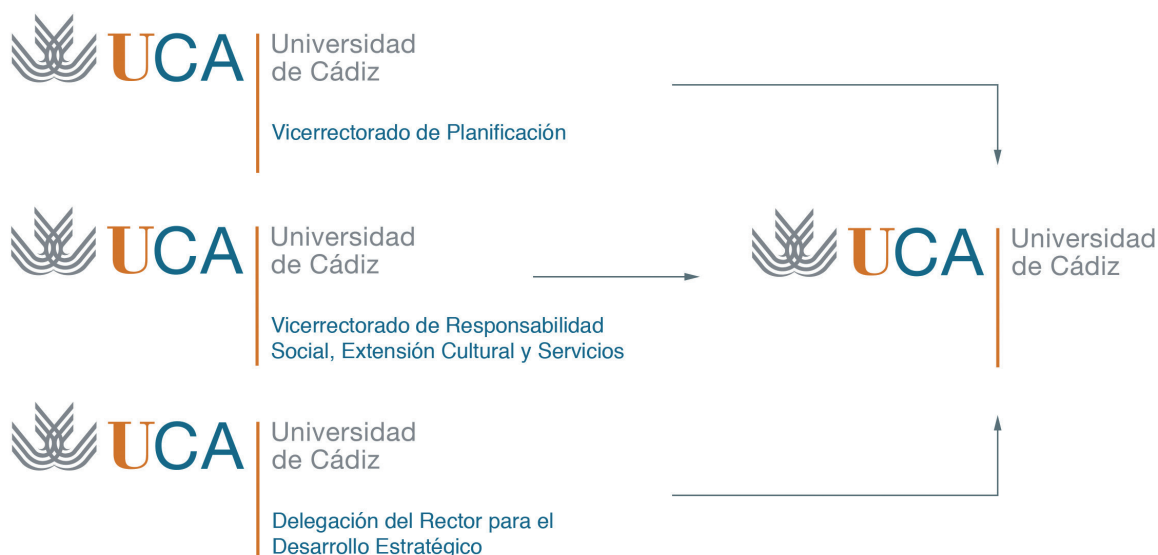 UCA
Universidad
de Cádiz
Vicerrectorado de Planificación
UCA
Universidad
de Cádiz
Vicerrectorado de Responsabilidad
Social, Extensión Cultural y Servicios
UCA
Universidad
de Cádiz
UCA
Universidad
de Cádiz
Delegación del Rector para el
Desarrollo Estratégico